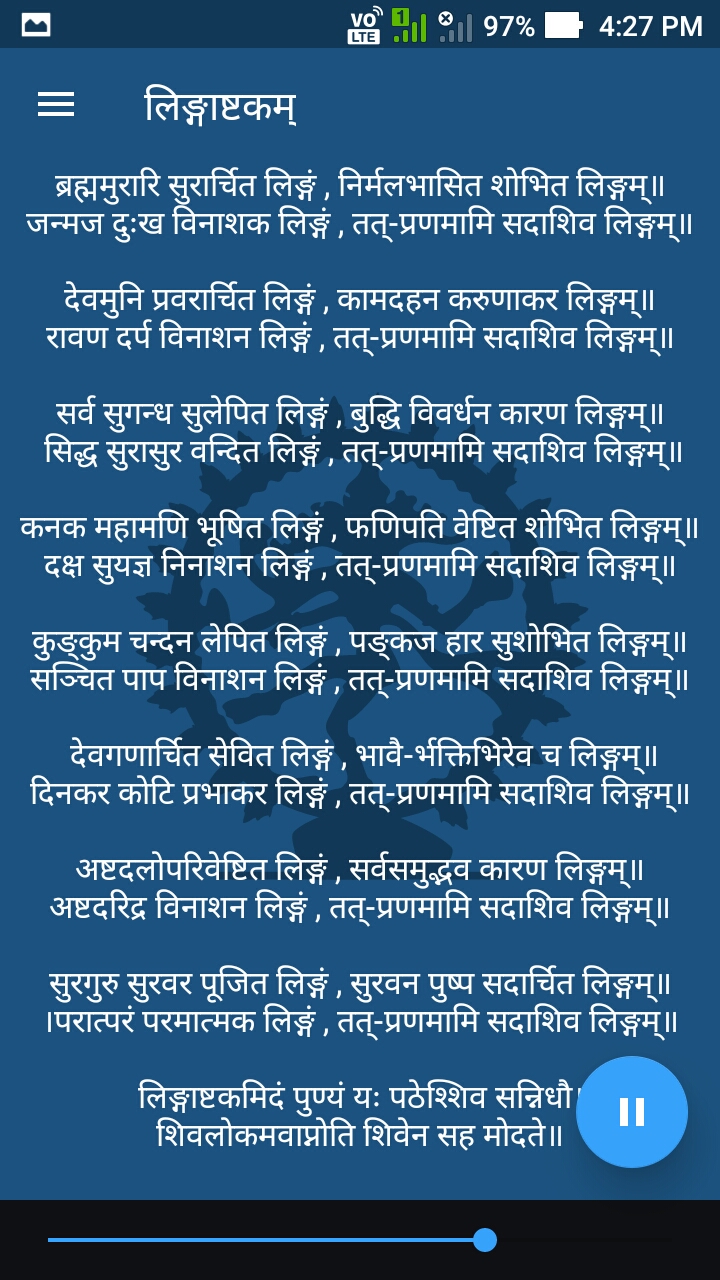 VO LTE 1 97% 4:27 PM
लिङ्गाष्टकम्
ब्रह्ममुरारि सुरार्चित लिङ्गं , निर्मलभासित शोभित लिङ्गम्॥
जन्मज दुःख विनाशक लिङ्गं , तत्-प्रणमामि सदाशिव लिङ्गम्॥
देवमुनि प्रवरार्चित लिङ्गं , कामदहन करुणाकर लिङ्गम्॥
रावण दर्प विनाशन लिङ्गं , तत्-प्रणमामि सदाशिव लिङ्गम्॥
सर्व सुगन्ध सुलेपित लिङ्गं , बुद्धि विवर्धन कारण लिङ्गम्॥
सिद्ध सुरासुर वन्दित लिङ्गं , तत्-प्रणमामि सदाशिव लिङ्गम्॥
कनक महामणि भूषित लिङ्गं , फणिपति वेष्टित शोभित लिङ्गम्॥
दक्ष सुयज्ञ निनाशन लिङ्गं , तत्-प्रणमामि सदाशिव लिङ्गम्॥
कुङ्कुम चन्दन लेपित लिङ्गं , पङ्कज हार सुशोभित लिङ्गम्॥
सञ्चित पाप विनाशन लिङ्गं , तत्-प्रणमामि सदाशिव लिङ्गम्॥
देवगणार्चित सेवित लिङ्गं , भावै-र्भक्तिभिरेव च लिङ्गम्॥
दिनकर कोटि प्रभाकर लिङ्गं , तत्-प्रणमामि सदाशिव लिङ्गम्॥
अष्टदलोपरिवेष्टित लिङ्गं , सर्वसमुद्भव कारण लिङ्गम्॥
अष्टदरिद्र विनाशन लिङ्गं , तत्-प्रणमामि सदाशिव लिङ्गम्॥
सुरगुरु सुरवर पूजित लिङ्गं , सुरवन पुष्प सदार्चित लिङ्गम्॥
।परात्परं परमात्मक लिङ्गं , तत्-प्रणमामि सदाशिव लिङ्गम्॥
लिङ्गाष्टकमिदं पुण्यं यः पठेश्शिव सन्निधौ।
शिवलोकमवाप्नोति शिवेन सह मोदते॥